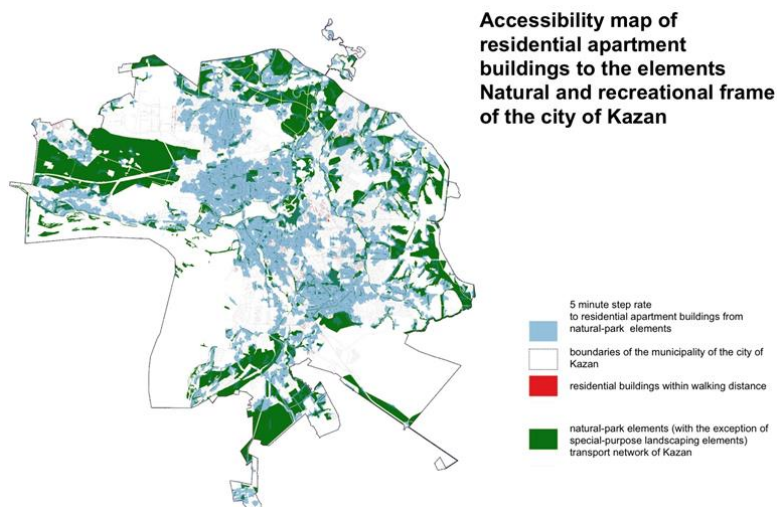 Accessibility map of
residential apartment
buildings to the elements
Natural and recreational frame
of the city of Kazan
5 minute step rate
to residential apartment buildings from
natural-park elements
boundaries of the municipality of the city of
Kazan
residential buildings within walking distance
natural-park elements (with the exception of
special-purpose landscaping elements)
transport network of Kazan